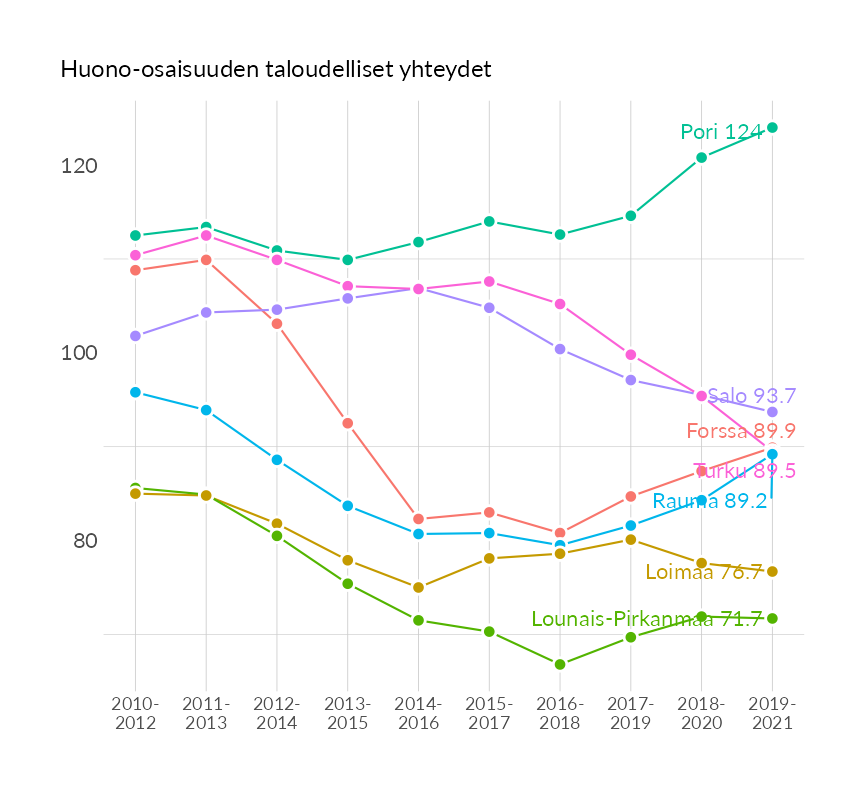 Huono-osaisuuden taloudelliset yhteydet
Pori 124
120
100
Salo 93.7
Forssa 89.9
Turku 89.5
Rauma 89.2
80
Loimaa 76.7
Lounais-Pirkanmaa 71.7
2010- 2011- 2012- 2013- 2014- 2015- 2016- 2017- 2018- 2019-
2012 2013 2014 2015 2016 2017 2018 2019 2020 2021